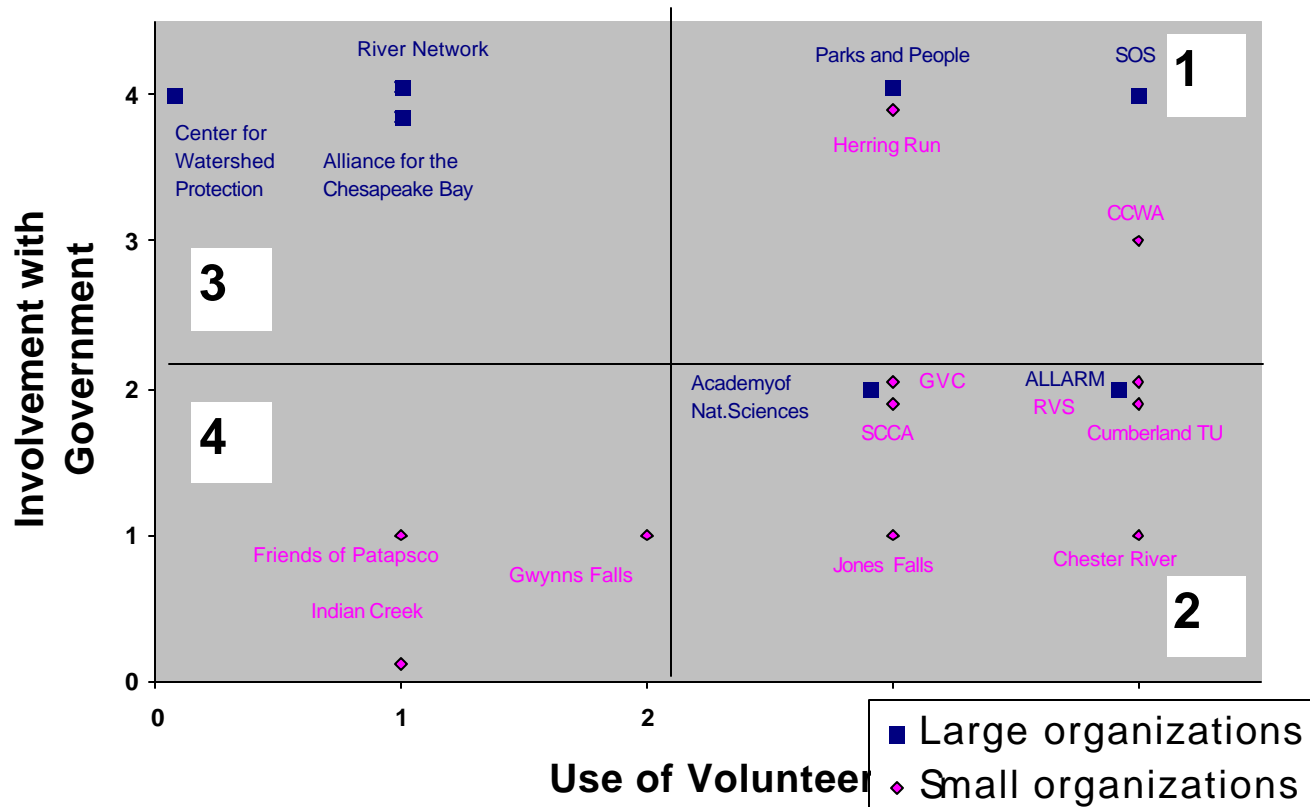 River Network
Parks and People
SOS
1
4
Center for
Watershed
Protection
Alliance for the
Chesapeake Bay
Herring Run
CCWA
3
3
Involvement with
Government
2
Academyof
Nat.Sciences
GVC
SCCA
ALLARM
RVS
Cumberland TU
4
1
Friends of Patapsco
Gwynns Falls
Jones Falls
Chester River
Indian Creek
2
0
0
1
2
Use of Volunteer
Large organizations
Small organizations